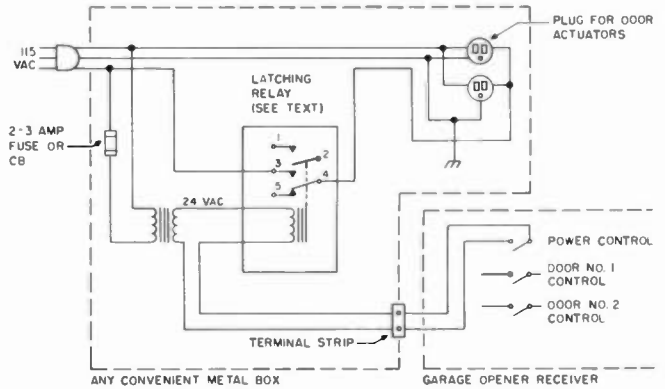 115
VAC
PLUG FOR DOOR
ACTUATORS
LATCHING
RELAY
(SEE TEXT)
2-3 AMP
FUSE OR
CB
1
2
3
4
5
24 VAC
POWER CONTROL
DOOR NO. 1
CONTROL
DOOR NO. 2
CONTROL
TERMINAL STRIP
ANY CONVENIENT METAL BOX
GARAGE OPENER RECEIVER